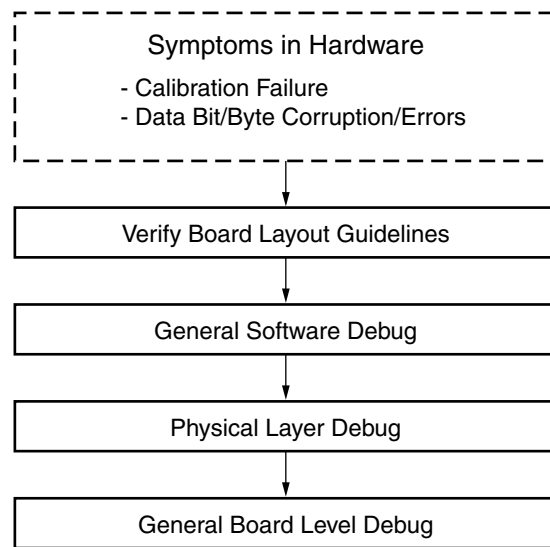 Symptoms in Hardware
- Calibration Failure
- Data Bit/Byte Corruption/Errors
Verify Board Layout Guidelines
General Software Debug
Physical Layer Debug
General Board Level Debug